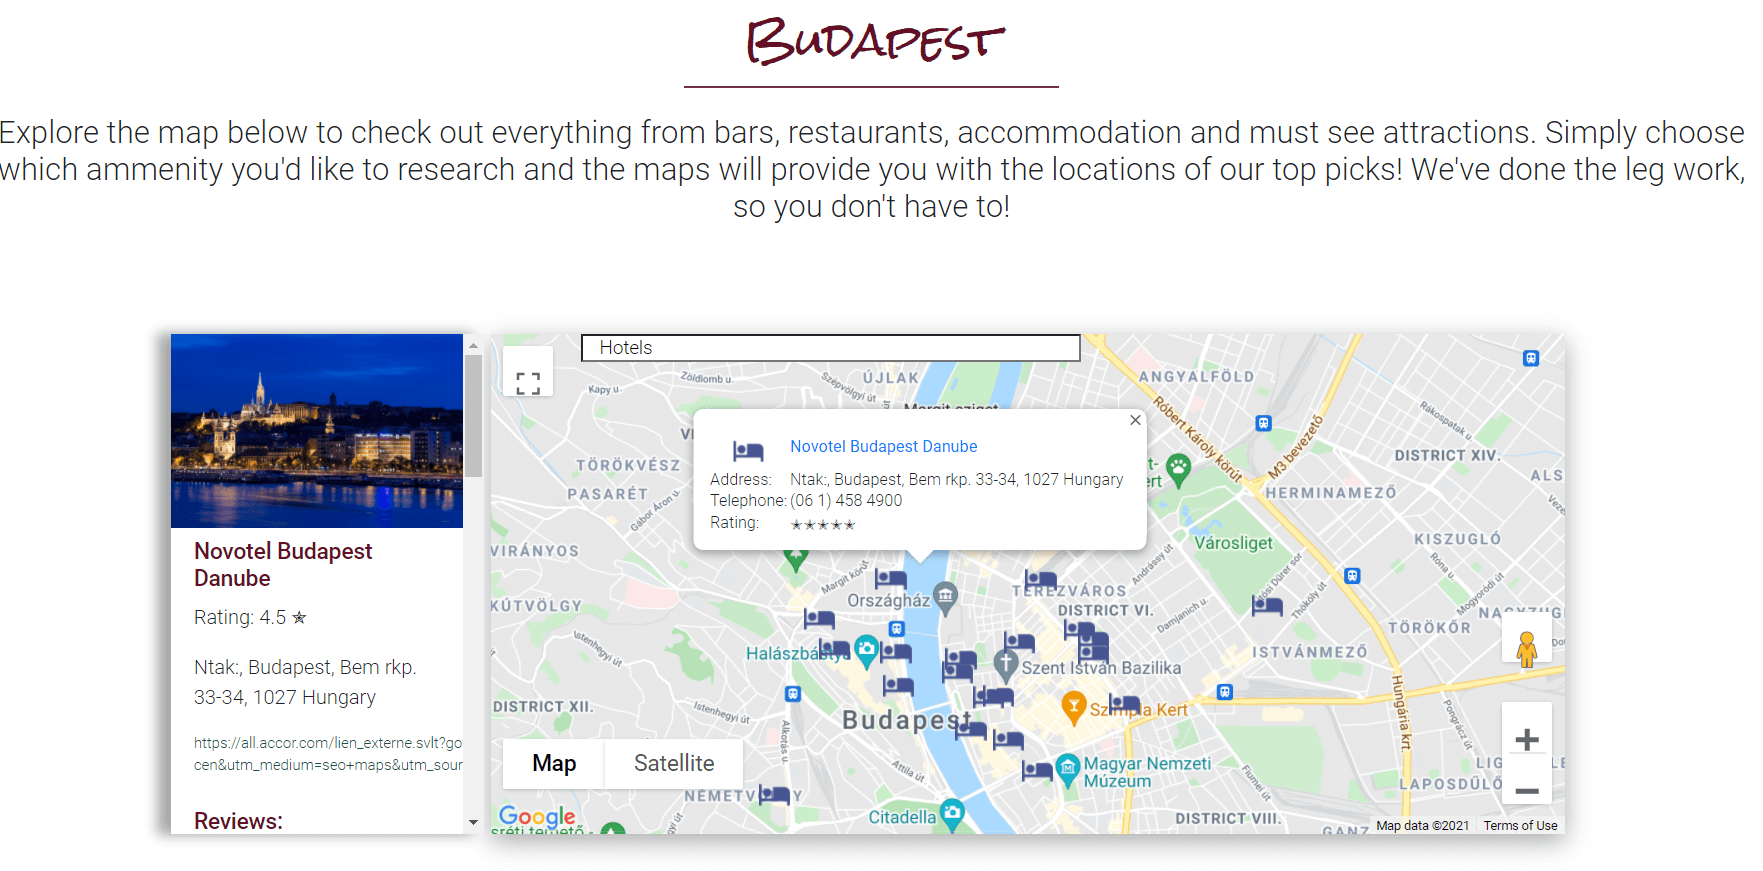 Budapest
Explore the map below to check out everything from bars, restaurants, accommodation and must see attractions. Simply choose
which ammenity you'd like to research and the maps will provide you with the locations of our top picks! We've done the leg work,
so you don't have to!
Novotel Budapest
Danube
Rating: 4.5 ✭
Ntak:, Budapest, Bem rkp.
33-34, 1027 Hungary
https://all.accor.com/lien_externe.svlt?go
cen&utm_medium=seo+maps&utm_sour
Reviews:
Hotels
Novotel Budapest Danube
Address: Ntak:, Budapest, Bem rkp. 33-34, 1027 Hungary
Telephone: (06 1) 458 4900
Rating: ✭✭✭✭✭
Kapy u.
Zöldlomb u.
Szépvölgyi út
ÚJLAK
Margit sziget
ANGYALFÖLD
Róbert Károly körút
M3 bevezető
Rákospatak u.
DISTRICT XIV.
ALS
TÖRÖKVÉSZ
PASARÉT
Gábor Áron u.
HERMINAMEZŐ
Városliget
KISZUGLÓ
VIRÁNYOS
Margit körút
Andrássy út
Róna u.
Országház
TERÉZVÁROS
DISTRICT VI.
Damjanich u.
Thököly út
Mogyoródi út
KÚTVÖLGY
TÖRÖKŐR
Istenhegyi út
Halászbástya
Szent István Bazilika
ISTVÁNMEZŐ
DISTRICT XII.
Istenhegyi út
Budapest
Szimpla Kert
Hungária krt.
Pongrácz út
Alkotás u.
Attila út
Magyar Nemzeti
Múzeum
Fiumei út
LAPOSDŰLŐ
NÉMETVÖLGY
Citadella
DISTRICT VIII.
Map
Satellite
Google
Map data ©2021
Terms of Use